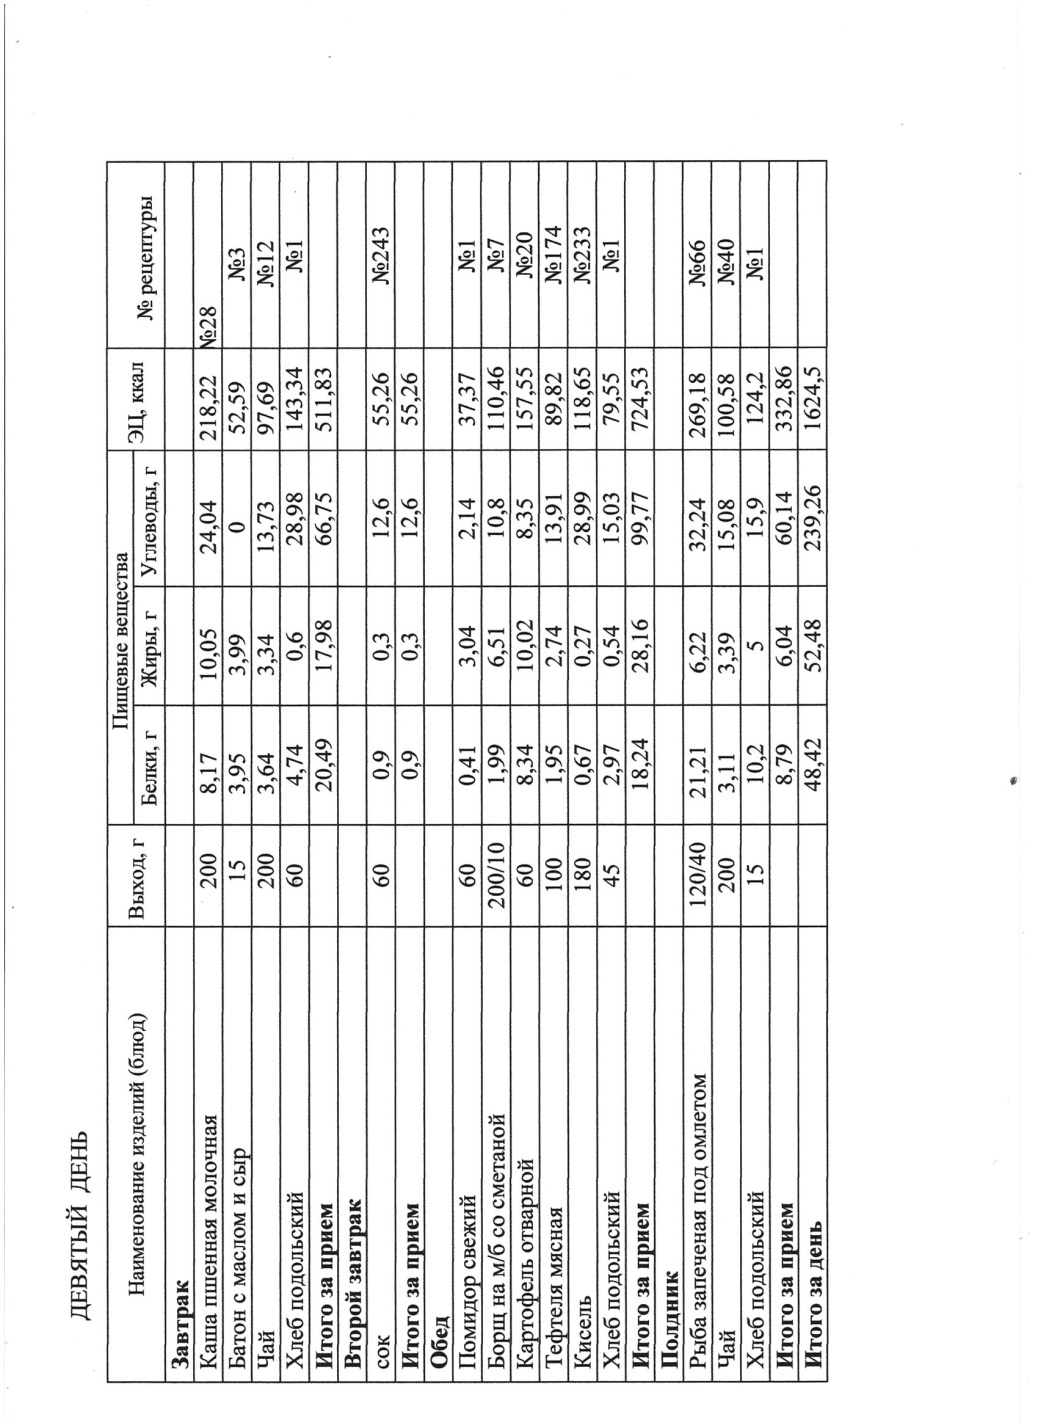 ДЕВЯТЫЙ ДЕНЬ
Наименование изделий (блюд) Выход, г Пищевые вещества ЭЦ, ккал № рецептуры
Белки, г Жиры, г Углеводы, г
Завтрак
Каша пшенная молочная 200 8,17 10,05 24,04 218,22 №28
Батон с маслом и сыр 15 3,95 3,99 0 52,59 №3
Чай 200 3,64 3,34 13,73 97,69 №12
Хлеб подольский 60 4,74 0,6 28,98 143,34 №1
Итого за прием 20,49 17,98 66,75 511,83
Второй завтрак
сок 60 0,9 0,3 12,6 55,26 №243
Итого за прием 0,9 0,3 12,6 55,26
Обед
Помидор свежий 60 0,41 3,04 2,14 37,37 №1
Борщ на м/б со сметаной 200/10 1,99 6,51 10,8 110,46 №7
Картофель отварной 60 8,34 10,02 8,35 157,55 №20
Тефтеля мясная 100 1,95 2,74 13,91 89,82 №174
Кисель 180 0,67 0,27 28,99 118,65 №233
Хлеб подольский 45 2,97 0,54 15,03 79,55 №1
Итого за прием 18,24 28,16 99,77 724,53
Полдник
Рыба запеченая под омлетом 120/40 21,21 6,22 32,24 269,18 №66
Чай 200 3,11 3,39 15,08 100,58 №40
Хлеб подольский 15 10,2 5 15,9 124,2 №1
Итого за прием 8,79 6,04 60,14 332,86
Итого за день 48,42 52,48 239,26 1624,5